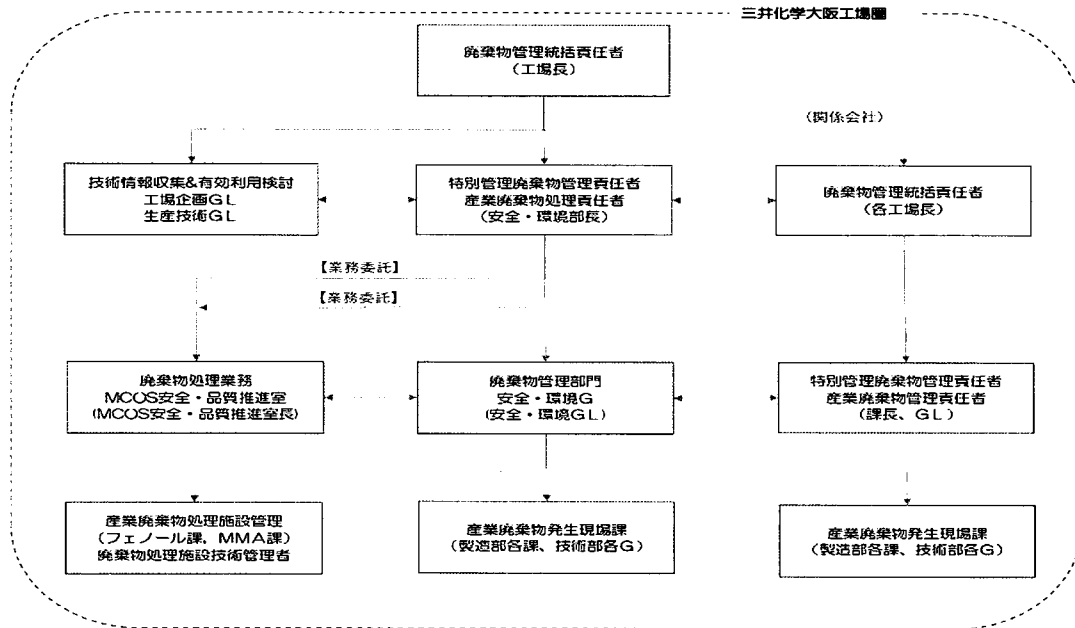 三井化学大阪工場圏
廃棄物管理統括責任者
(工場長)
(関係会社)
技術情報収集&有効利用検討
工場企画GL
生産技術GL
特別管理廃棄物管理責任者
産業廃棄物処理責任者
(安全・環境部長)
廃棄物管理統括責任者
(各工場長)
【業務委託】
【業務委託】
廃棄物処理業務
MCOS安全・品質推進室
(MCOS安全・品質推進室長)
廃棄物管理部門
安全・環境G
(安全・環境GL)
特別管理廃棄物管理責任者
産業廃棄物管理責任者
(課長、GL)
産業廃棄物処理施設管理
(フェノール課、MMA課)
廃棄物処理施設技術管理者
産業廃棄物発生現場課
(製造部各課、技術部各G)
産業廃棄物発生現場課
(製造部各課、技術部各G)